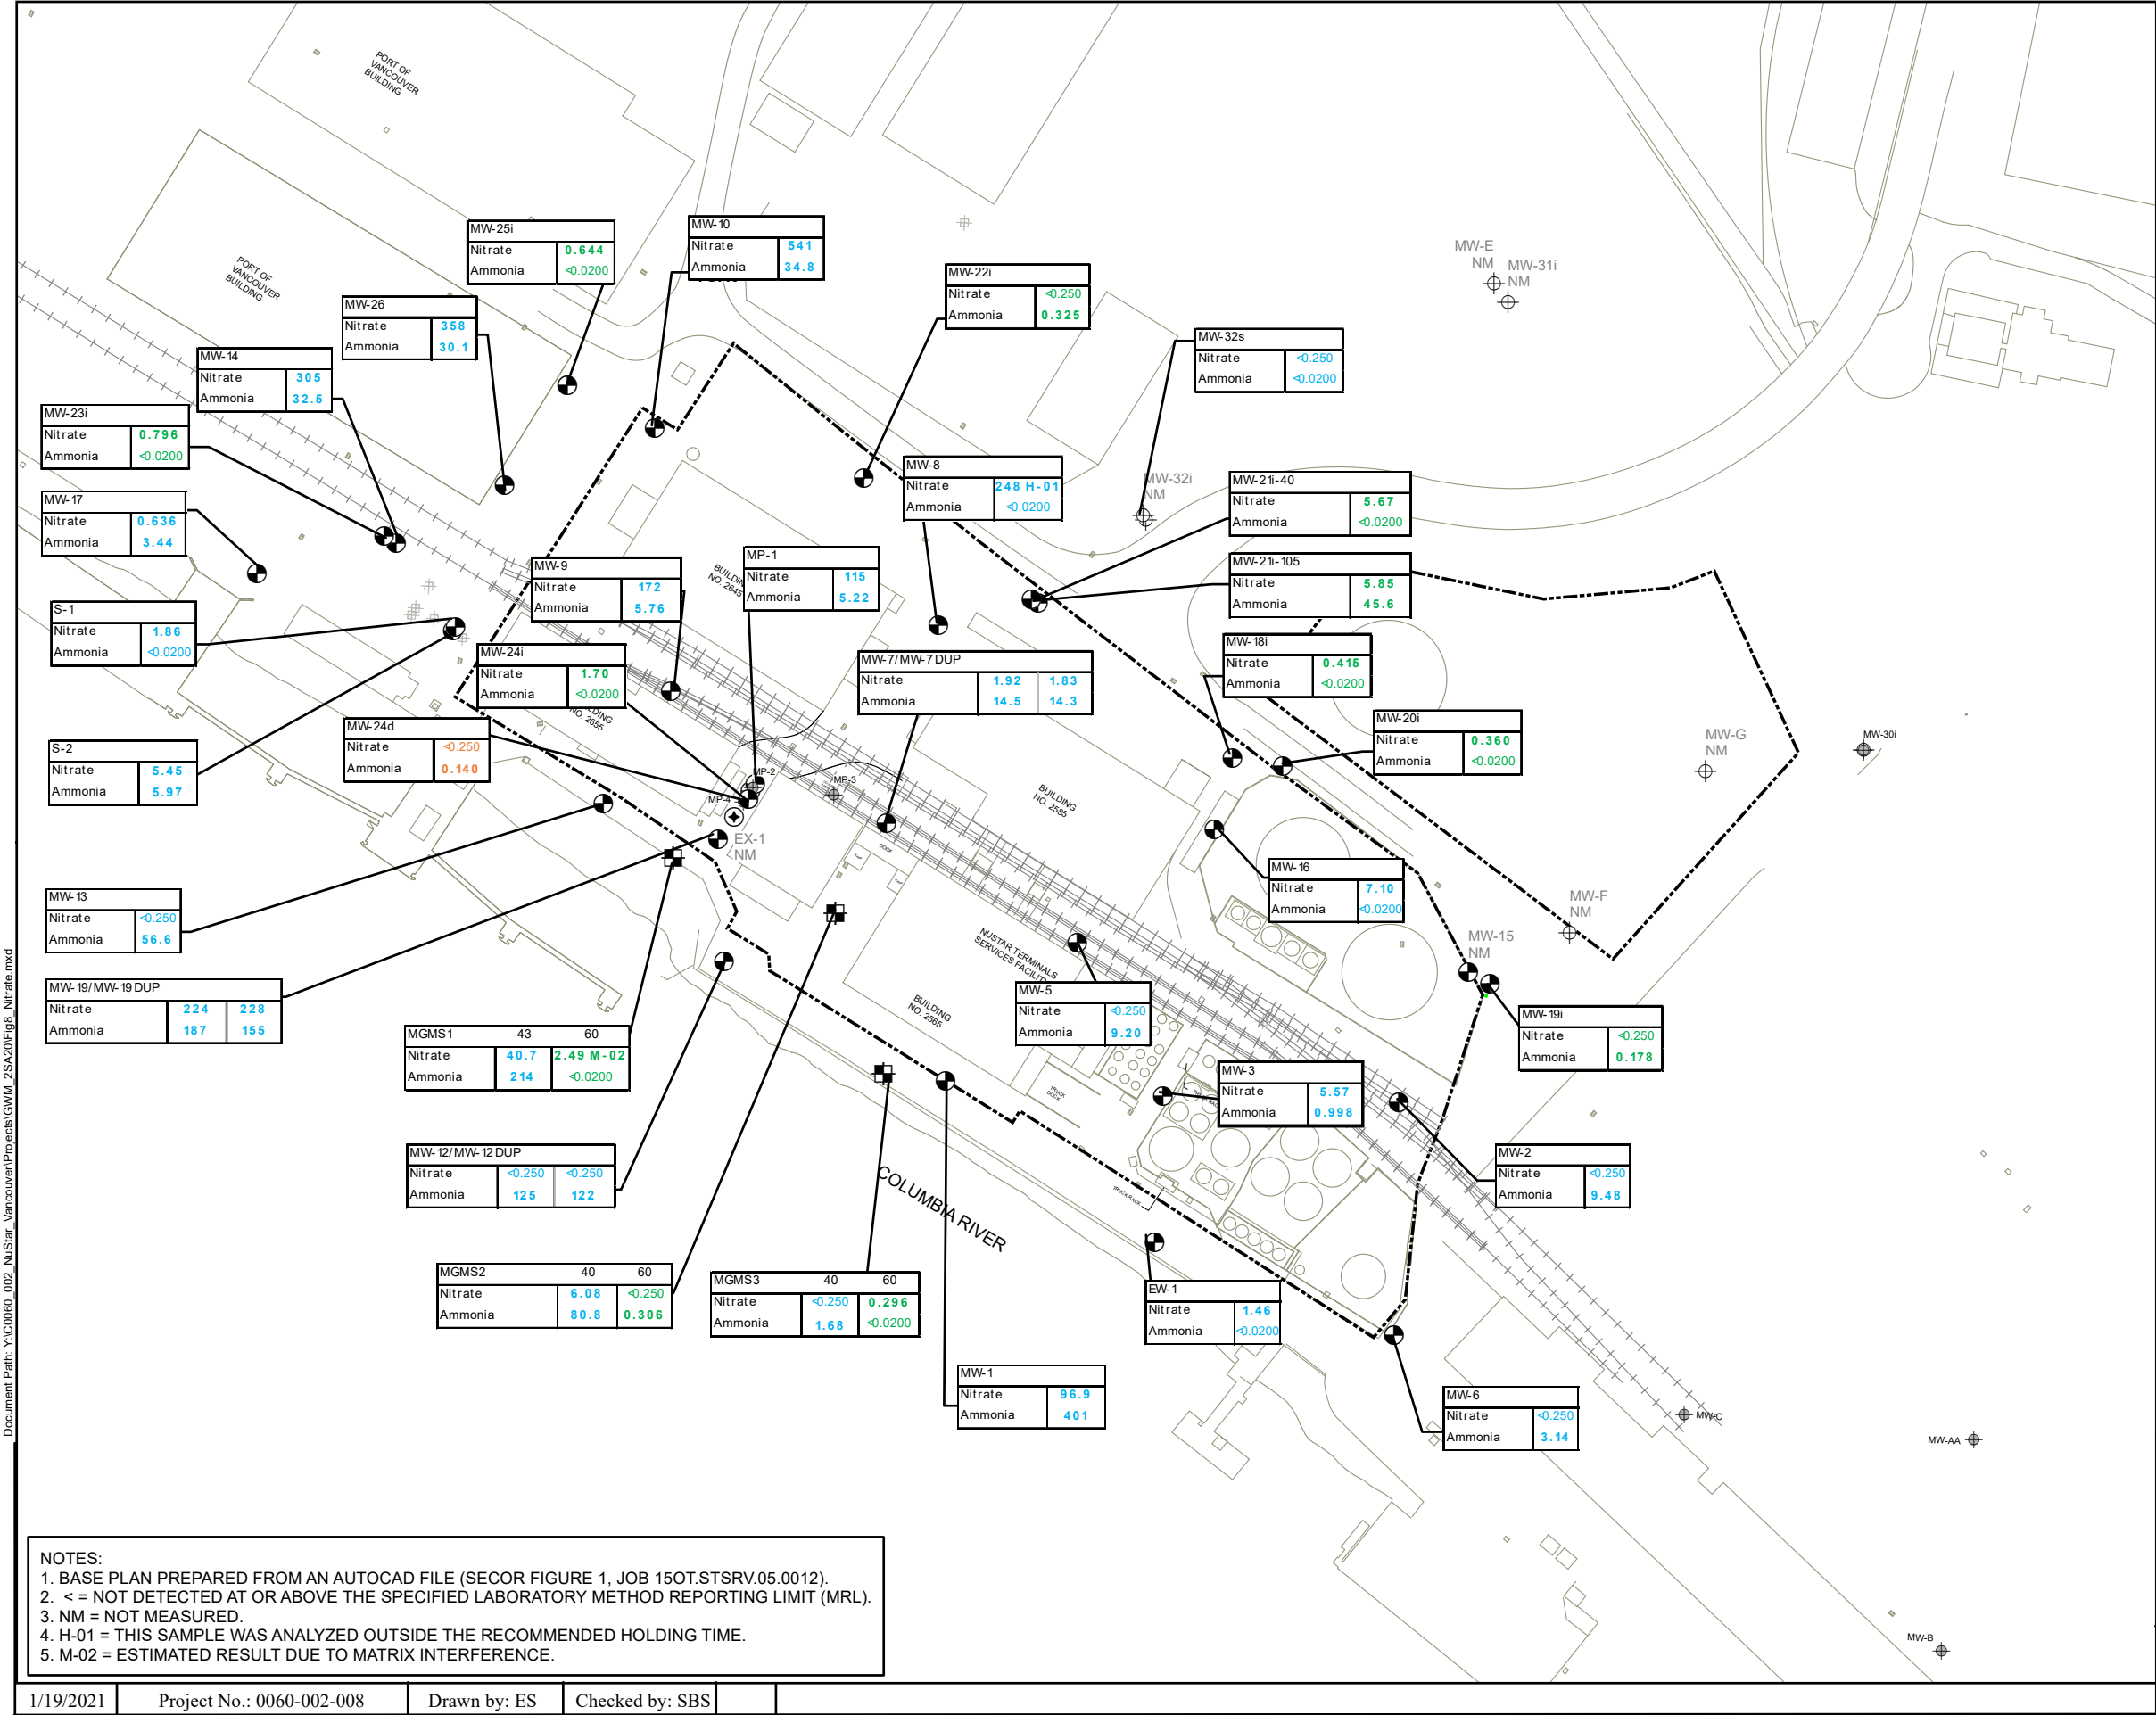 PORT OF
VANCOUVER
BUILDING
PORT OF
VANCOUVER
BUILDING
MW-25i
Nitrate 0.644
Ammonia <0.0200
MW-10
Nitrate 541
Ammonia 34.8
MW-22i
Nitrate <0.250
Ammonia 0.325
MW-E
NM
MW-31i
NM
MW-26
Nitrate 358
Ammonia 30.1
MW-32s
Nitrate <0.250
Ammonia <0.0200
MW-14
Nitrate 305
Ammonia 32.5
MW-23i
Nitrate 0.796
Ammonia <0.0200
MW-8
Nitrate 248 H-01
Ammonia <0.0200
MW-32i
NM
MW-21i-40
Nitrate 5.67
Ammonia <0.0200
MW-17
Nitrate 0.636
Ammonia 3.44
MW-9
Nitrate 172
Ammonia 5.76
BUILDING
NO. 2645
MP-1
Nitrate 115
Ammonia 5.22
MW-21i-105
Nitrate 5.85
Ammonia 45.6
S-1
Nitrate 1.86
Ammonia <0.0200
MW-24i
Nitrate 1.70
Ammonia <0.0200
MW-7/MW-7 DUP
Nitrate 1.92 1.83
Ammonia 14.5 14.3
MW-18i
Nitrate 0.415
Ammonia <0.0200
NO. 2655
MW-24d
Nitrate <0.250
Ammonia 0.140
MW-20i
Nitrate 0.360
Ammonia <0.0200
MW-G
NM
MW-30i
S-2
Nitrate 5.45
Ammonia 5.97
MP-2
MP-3
MP-4
BUILDING
NO. 2585
EX-1
NM
DOCK
MW-16
Nitrate 7.10
Ammonia <0.0200
MW-13
Nitrate <0.250
Ammonia 56.6
MW-F
NM
MW-15
NM
NUSTAR TERMINALS
SERVICES FACILITY
MW-19/MW-19 DUP
Nitrate 224 228
Ammonia 187 155
BUILDING
NO. 2565
MW-5
Nitrate <0.250
Ammonia 9.20
MW-19i
Nitrate <0.250
Ammonia 0.178
MGMS1 43 60
Nitrate 40.7 2.49 M-02
Ammonia 214 <0.0200
TRUCK
DOCK
MW-3
Nitrate 5.57
Ammonia 0.998
MW-12/MW-12 DUP
Nitrate <0.250 <0.250
Ammonia 125 122
COLUMBIA RIVER
TRUCK RACK
MW-2
Nitrate <0.250
Ammonia 9.48
MGMS2 40 60
Nitrate 6.08 <0.250
Ammonia 80.8 0.306
MGMS3 40 60
Nitrate <0.250 0.296
Ammonia 1.68 <0.0200
EW-1
Nitrate 1.46
Ammonia <0.0200
MW-1
Nitrate 96.9
Ammonia 401
MW-6
Nitrate <0.250
Ammonia 3.14
MW-C
MW-AA
MW-B
Document Path: Y:\C0060_002_NuStar_Vancouver\Projects\GWM_2SA20\Fig8_Nitrate.mxd
NOTES:
1. BASE PLAN PREPARED FROM AN AUTOCAD FILE (SECOR FIGURE 1, JOB 15OT.STSRV.05.0012).
2. < = NOT DETECTED AT OR ABOVE THE SPECIFIED LABORATORY METHOD REPORTING LIMIT (MRL).
3. NM = NOT MEASURED.
4. H-01 = THIS SAMPLE WAS ANALYZED OUTSIDE THE RECOMMENDED HOLDING TIME.
5. M-02 = ESTIMATED RESULT DUE TO MATRIX INTERFERENCE.
1/19/2021 Project No.: 0060-002-008 Drawn by: ES Checked by: SBS